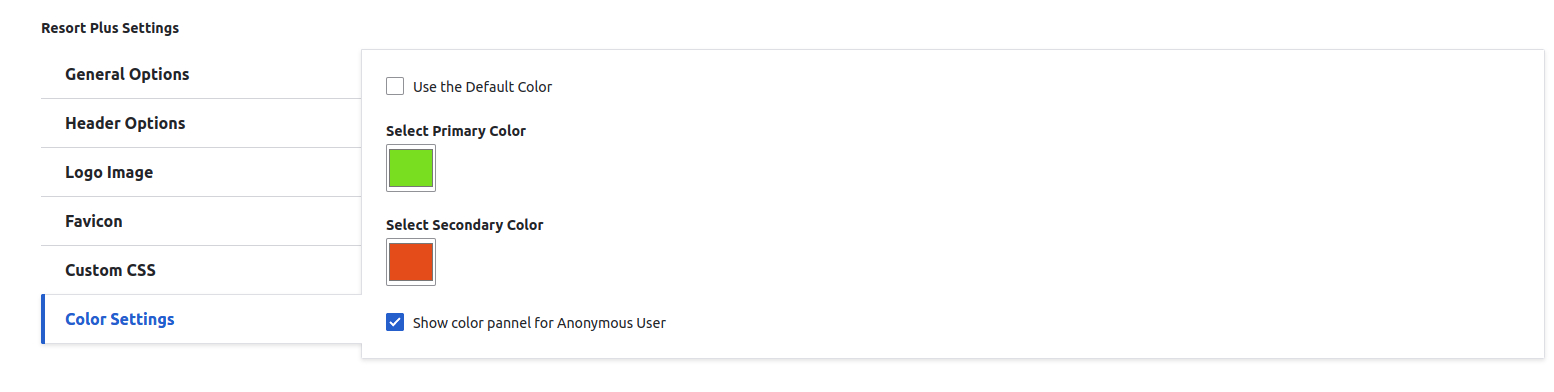 Resort Plus Settings
General Options
Header Options
Logo Image
Favicon
Custom CSS
Color Settings
Use the Default Color
Select Primary Color
Select Secondary Color
Show color pannel for Anonymous User